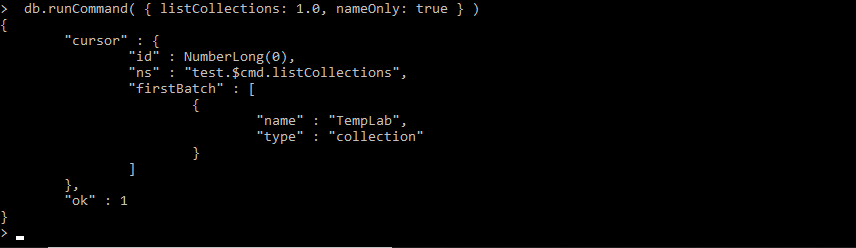 >  db.runCommand( { listCollections: 1.0, nameOnly: true } )
{
        "cursor" : {
                "id" : NumberLong(0),
                "ns" : "test.$cmd.listCollections",
                "firstBatch" : [
                        {
                                "name" : "TempLab",
                                "type" : "collection"
                        }
                ]
        },
        "ok" : 1
}
>